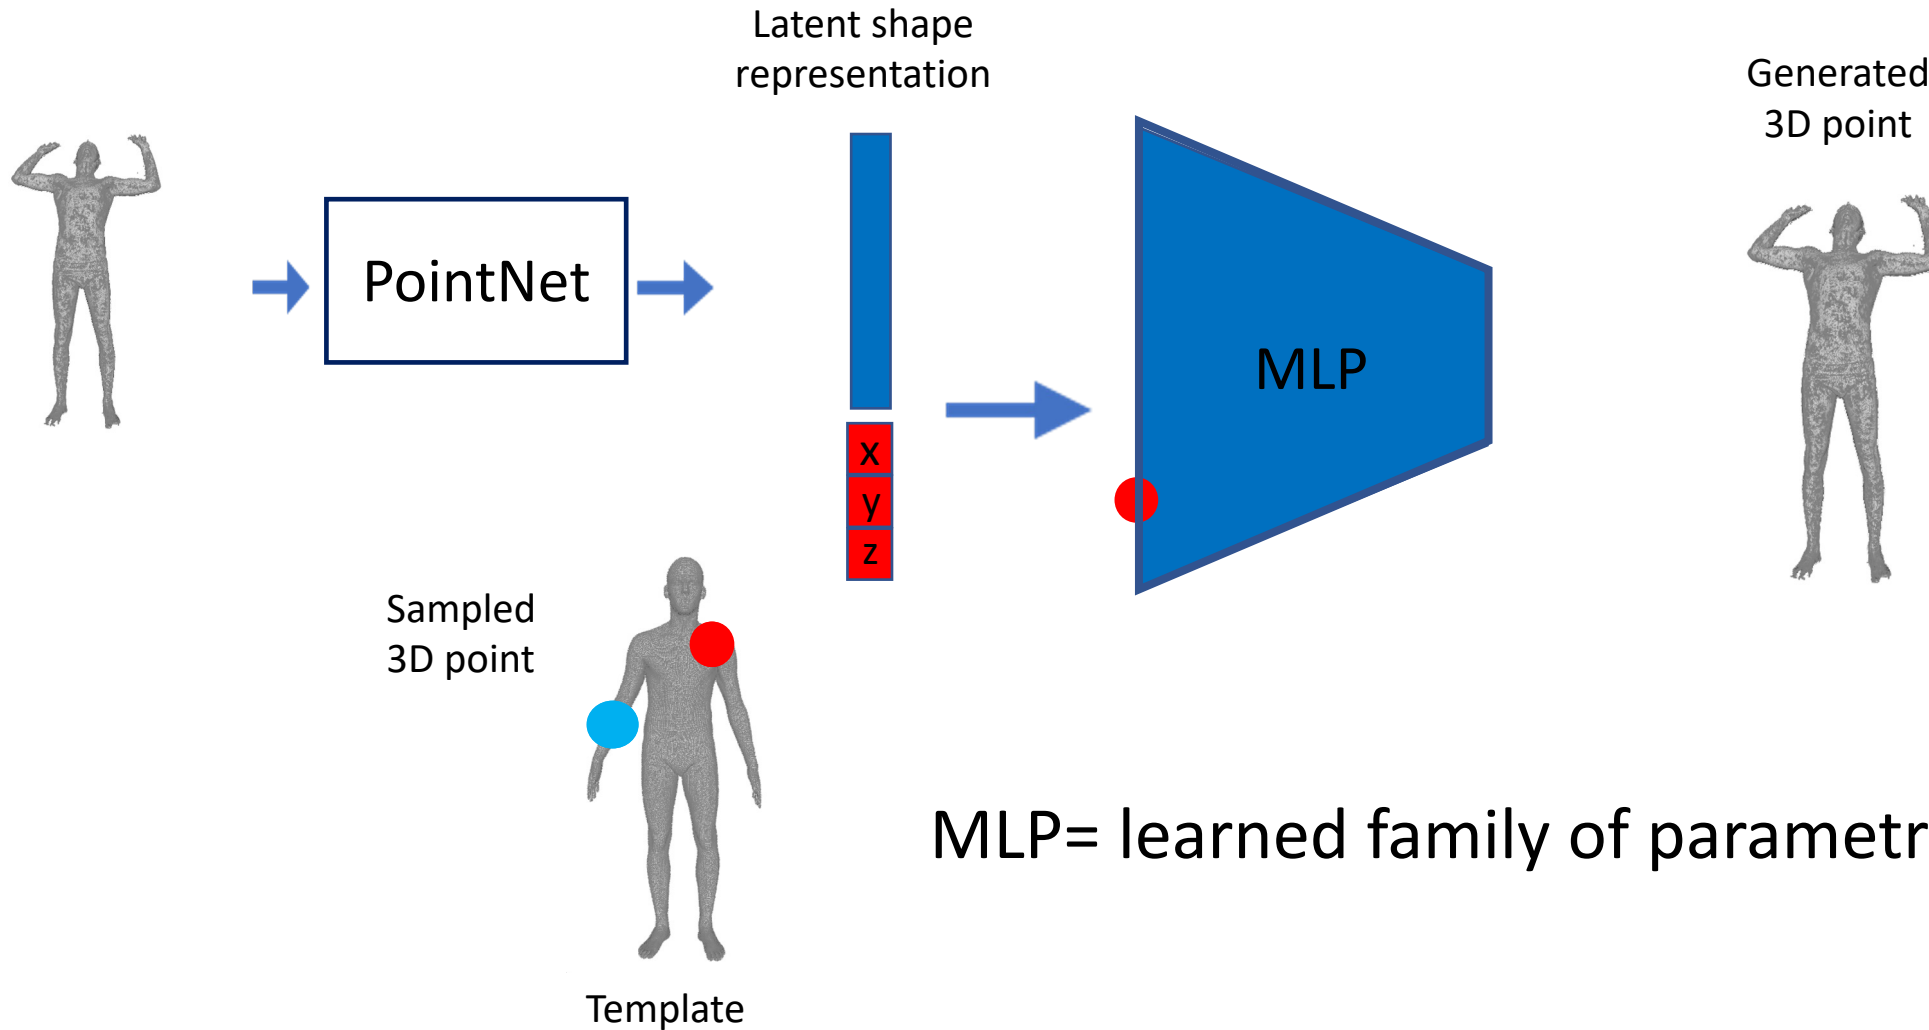 Latent shape
representation
Generated
3D point
PointNet
MLP
x
y
z
Sampled
3D point
MLP= learned family of parametr
Template